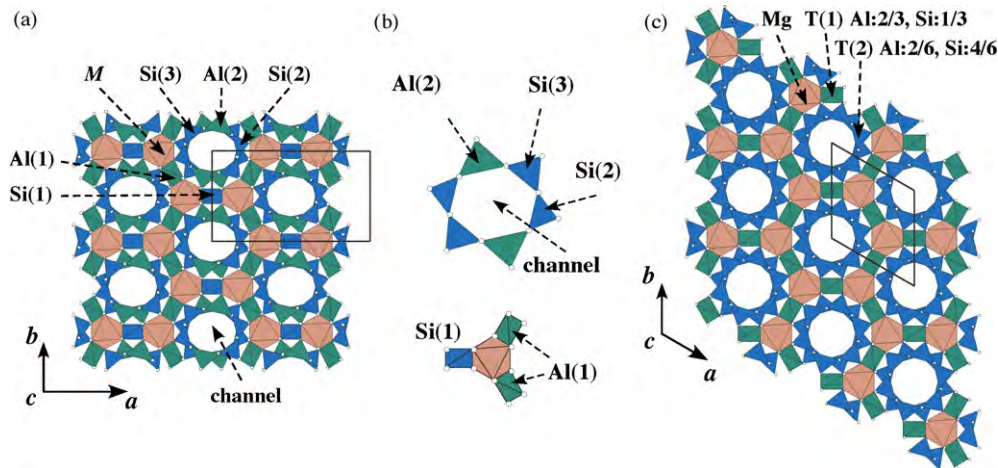 (a)
M
Si(3)
Al(2)
Si(2)
Al(1)
Si(1)
b
c
a
channel
(b)
Al(2)
Si(3)
Si(2)
channel
Si(1)
Al(1)
(c)
Mg
T(1) Al:2/3, Si:1/3
T(2) Al:2/6, Si:4/6
b
c
a